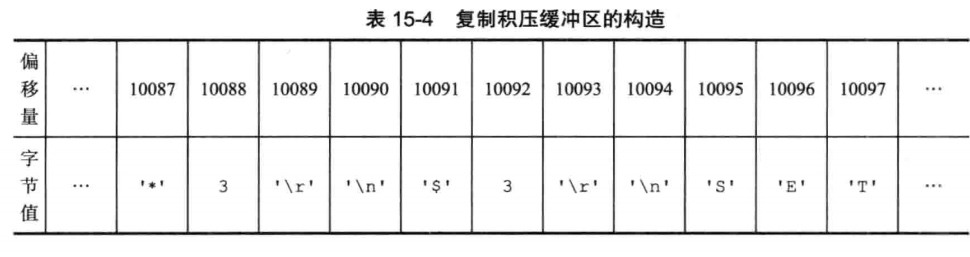 表 15-4 复制积压缓冲区的构造
偏移量 … 10087 10088 10089 10090 10091 10092 10093 10094 10095 10096 10097 …
字节值 … '*' 3 '\r' '\n' '$' 3 '\r' '\n' 'S' 'E' 'T' …